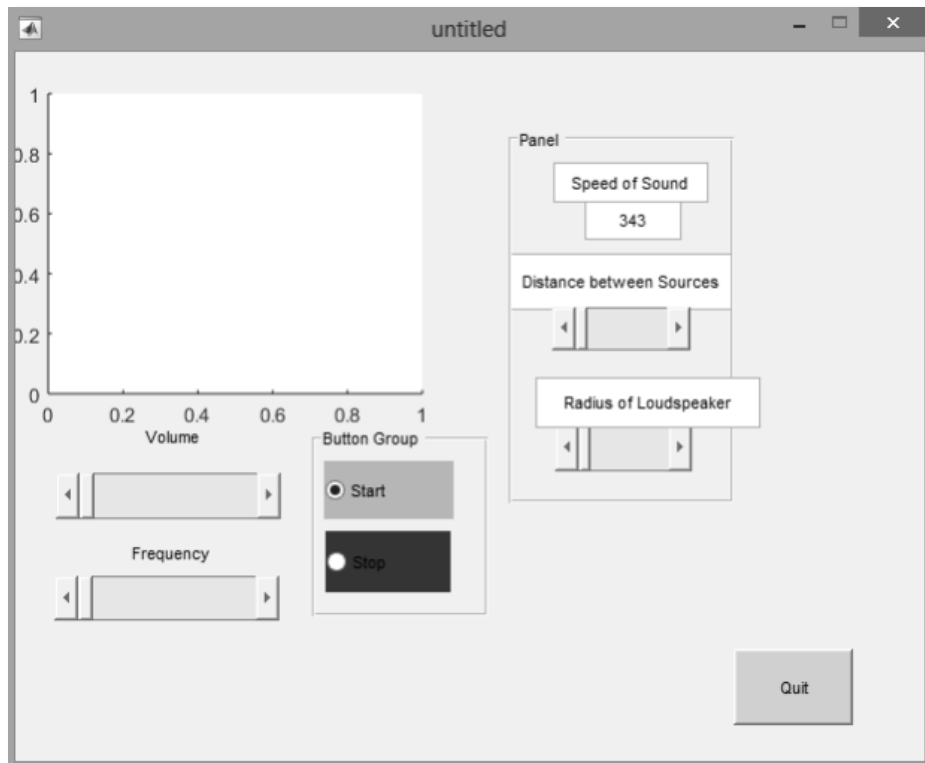 untitled
1
0.8
0.6
0.4
0.2
0
0 0.2 0.4 0.6 0.8 1
Volume
Frequency
Button Group
Start
Stop
Panel
Speed of Sound
343
Distance between Sources
Radius of Loudspeaker
Quit